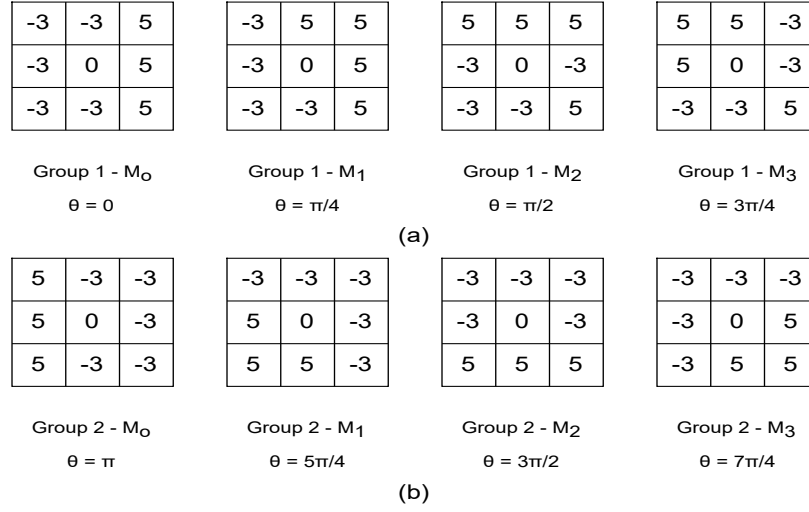 -3 -3 5 -3 5 5 5 5 5 5 5 -3
-3 0 5 -3 0 5 -3 0 -3 5 0 -3
-3 -3 5 -3 -3 5 -3 -3 5 -3 -3 5
Group 1 - Mo Group 1 - M1 Group 1 - M2 Group 1 - M3
θ = 0 θ = π/4 θ = π/2 θ = 3π/4
(a)
5 -3 -3 -3 -3 -3 -3 -3 -3 -3 -3 -3
5 0 -3 5 0 -3 -3 0 -3 -3 0 5
5 -3 -3 5 5 -3 5 5 5 -3 5 5
Group 2 - Mo Group 2 - M1 Group 2 - M2 Group 2 - M3
θ = π θ = 5π/4 θ = 3π/2 θ = 7π/4
(b)